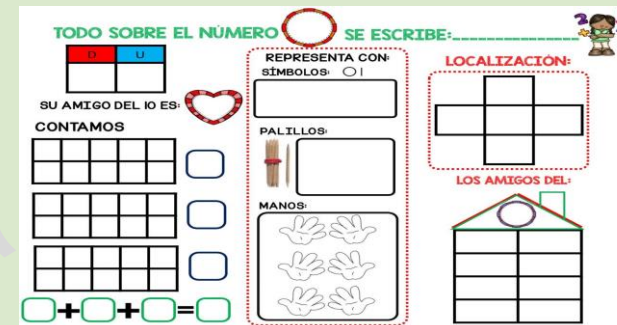 TODO SOBRE EL NÚMERO SE ESCRIBE:_______________
D U
SU AMIGO DEL 10 ES:
CONTAMOS
+ + =
REPRESENTA CON:
SÍMBOLOS: O I
PALILLOS:
MANOS:
LOCALIZACIÓN:
LOS AMIGOS DEL: